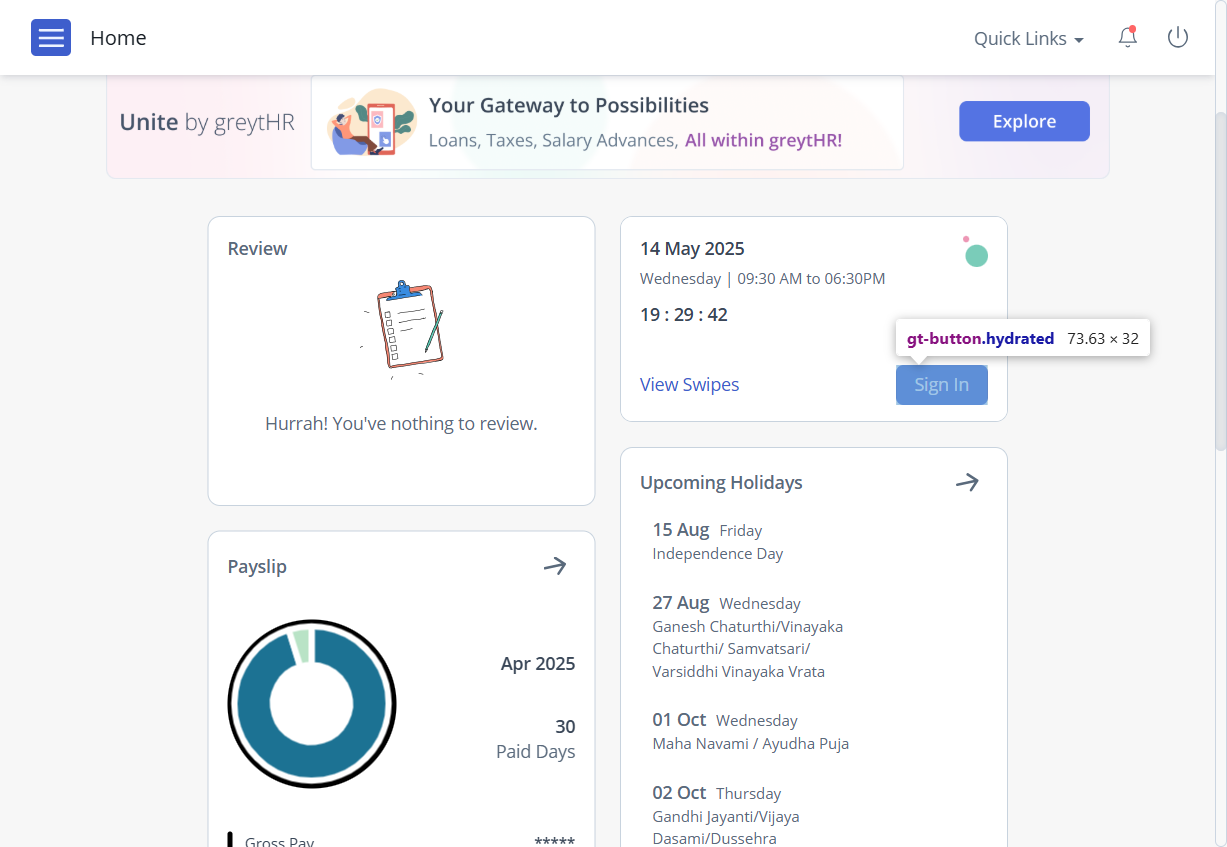 Home
Quick Links
Unite by greytHR
Your Gateway to Possibilities
Loans, Taxes, Salary Advances, All within greytHR!
Explore
Review
Hurrah! You've nothing to review.
14 May 2025
Wednesday | 09:30 AM to 06:30PM
19 : 29 : 42
gt-button.hydrated 73.63 × 32
View Swipes
Sign In
Payslip
Apr 2025
30
Paid Days
Gross Pay
*****
Upcoming Holidays
15 Aug Friday
Independence Day
27 Aug Wednesday
Ganesh Chaturthi/Vinayaka
Chaturthi/ Samvatsari/
Varsiddhi Vinayaka Vrata
01 Oct Wednesday
Maha Navami / Ayudha Puja
02 Oct Thursday
Gandhi Jayanti/Vijaya
Dasami/Dussehra